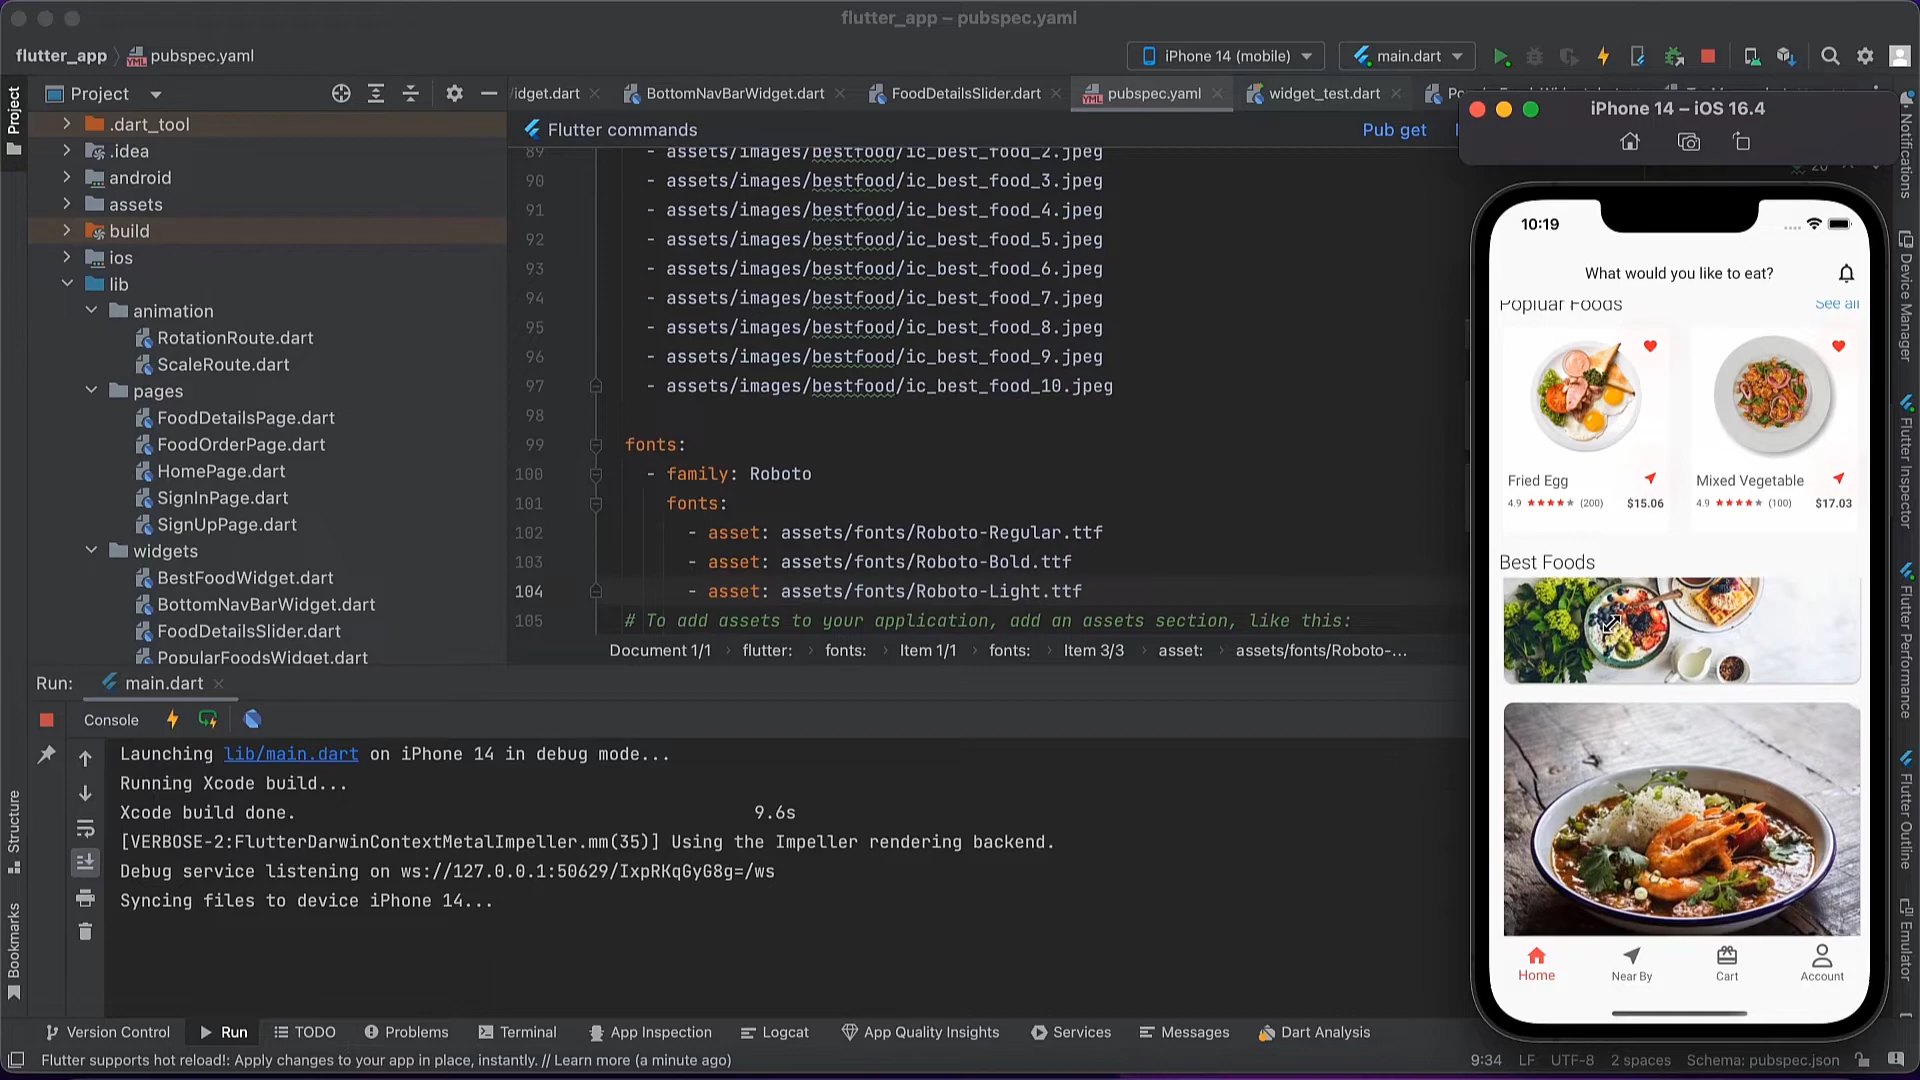 flutter_app – pubspec.yaml
flutter_app
pubspec.yaml
iPhone 14 (mobile)
main.dart
Project
idget.dart
BottomNavBarWidget.dart
FoodDetailsSlider.dart
pubspec.yaml
widget_test.dart
Project
.dart_tool
.idea
android
assets
build
ios
lib
animation
RotationRoute.dart
ScaleRoute.dart
pages
FoodDetailsPage.dart
FoodOrderPage.dart
HomePage.dart
SignInPage.dart
SignUpPage.dart
widgets
BestFoodWidget.dart
BottomNavBarWidget.dart
FoodDetailsSlider.dart
PopularFoodsWidget.dart
Flutter commands
Pub get
89 - assets/images/bestfood/ic_best_food_2.jpeg
90 - assets/images/bestfood/ic_best_food_3.jpeg
91 - assets/images/bestfood/ic_best_food_4.jpeg
92 - assets/images/bestfood/ic_best_food_5.jpeg
93 - assets/images/bestfood/ic_best_food_6.jpeg
94 - assets/images/bestfood/ic_best_food_7.jpeg
95 - assets/images/bestfood/ic_best_food_8.jpeg
96 - assets/images/bestfood/ic_best_food_9.jpeg
97 - assets/images/bestfood/ic_best_food_10.jpeg
98
99 fonts:
100 - family: Roboto
101 fonts:
102 - asset: assets/fonts/Roboto-Regular.ttf
103 - asset: assets/fonts/Roboto-Bold.ttf
104 - asset: assets/fonts/Roboto-Light.ttf
105 # To add assets to your application, add an assets section, like this:
Document 1/1 › flutter: › fonts: › Item 1/1 › fonts: › Item 3/3 › asset: › assets/fonts/Roboto-...
iPhone 14 – iOS 16.4
10:19
What would you like to eat?
Popluar Foods
See all
Fried Egg
4.9 (200) $15.06
Mixed Vegetable
4.9 (100) $17.03
Best Foods
Home
Near By
Cart
Account
Notifications
Device Manager
Flutter Inspector
Flutter Performance
Flutter Outline
Emulator
Run:
main.dart
Console
Launching lib/main.dart on iPhone 14 in debug mode...
Running Xcode build...
Xcode build done. 9.6s
[VERBOSE-2:FlutterDarwinContextMetalImpeller.mm(35)] Using the Impeller rendering backend.
Debug service listening on ws://127.0.0.1:50629/IxpRKqGyG8g=/ws
Syncing files to device iPhone 14...
Structure
Bookmarks
Version Control
Run
TODO
Problems
Terminal
App Inspection
Logcat
App Quality Insights
Services
Messages
Dart Analysis
Flutter supports hot reload!: Apply changes to your app in place, instantly. // Learn more (a minute ago)
9:34 LF UTF-8 2 spaces Schema: pubspec.json